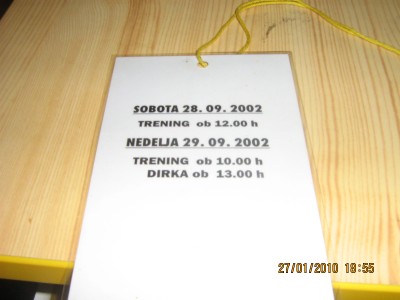 SOBOTA 28. 09. 2002
TRENING ob 12.00 h
NEDELJA 29. 09. 2002
TRENING ob 10.00 h
DIRKA ob 13.00 h
27/01/2010 18:55